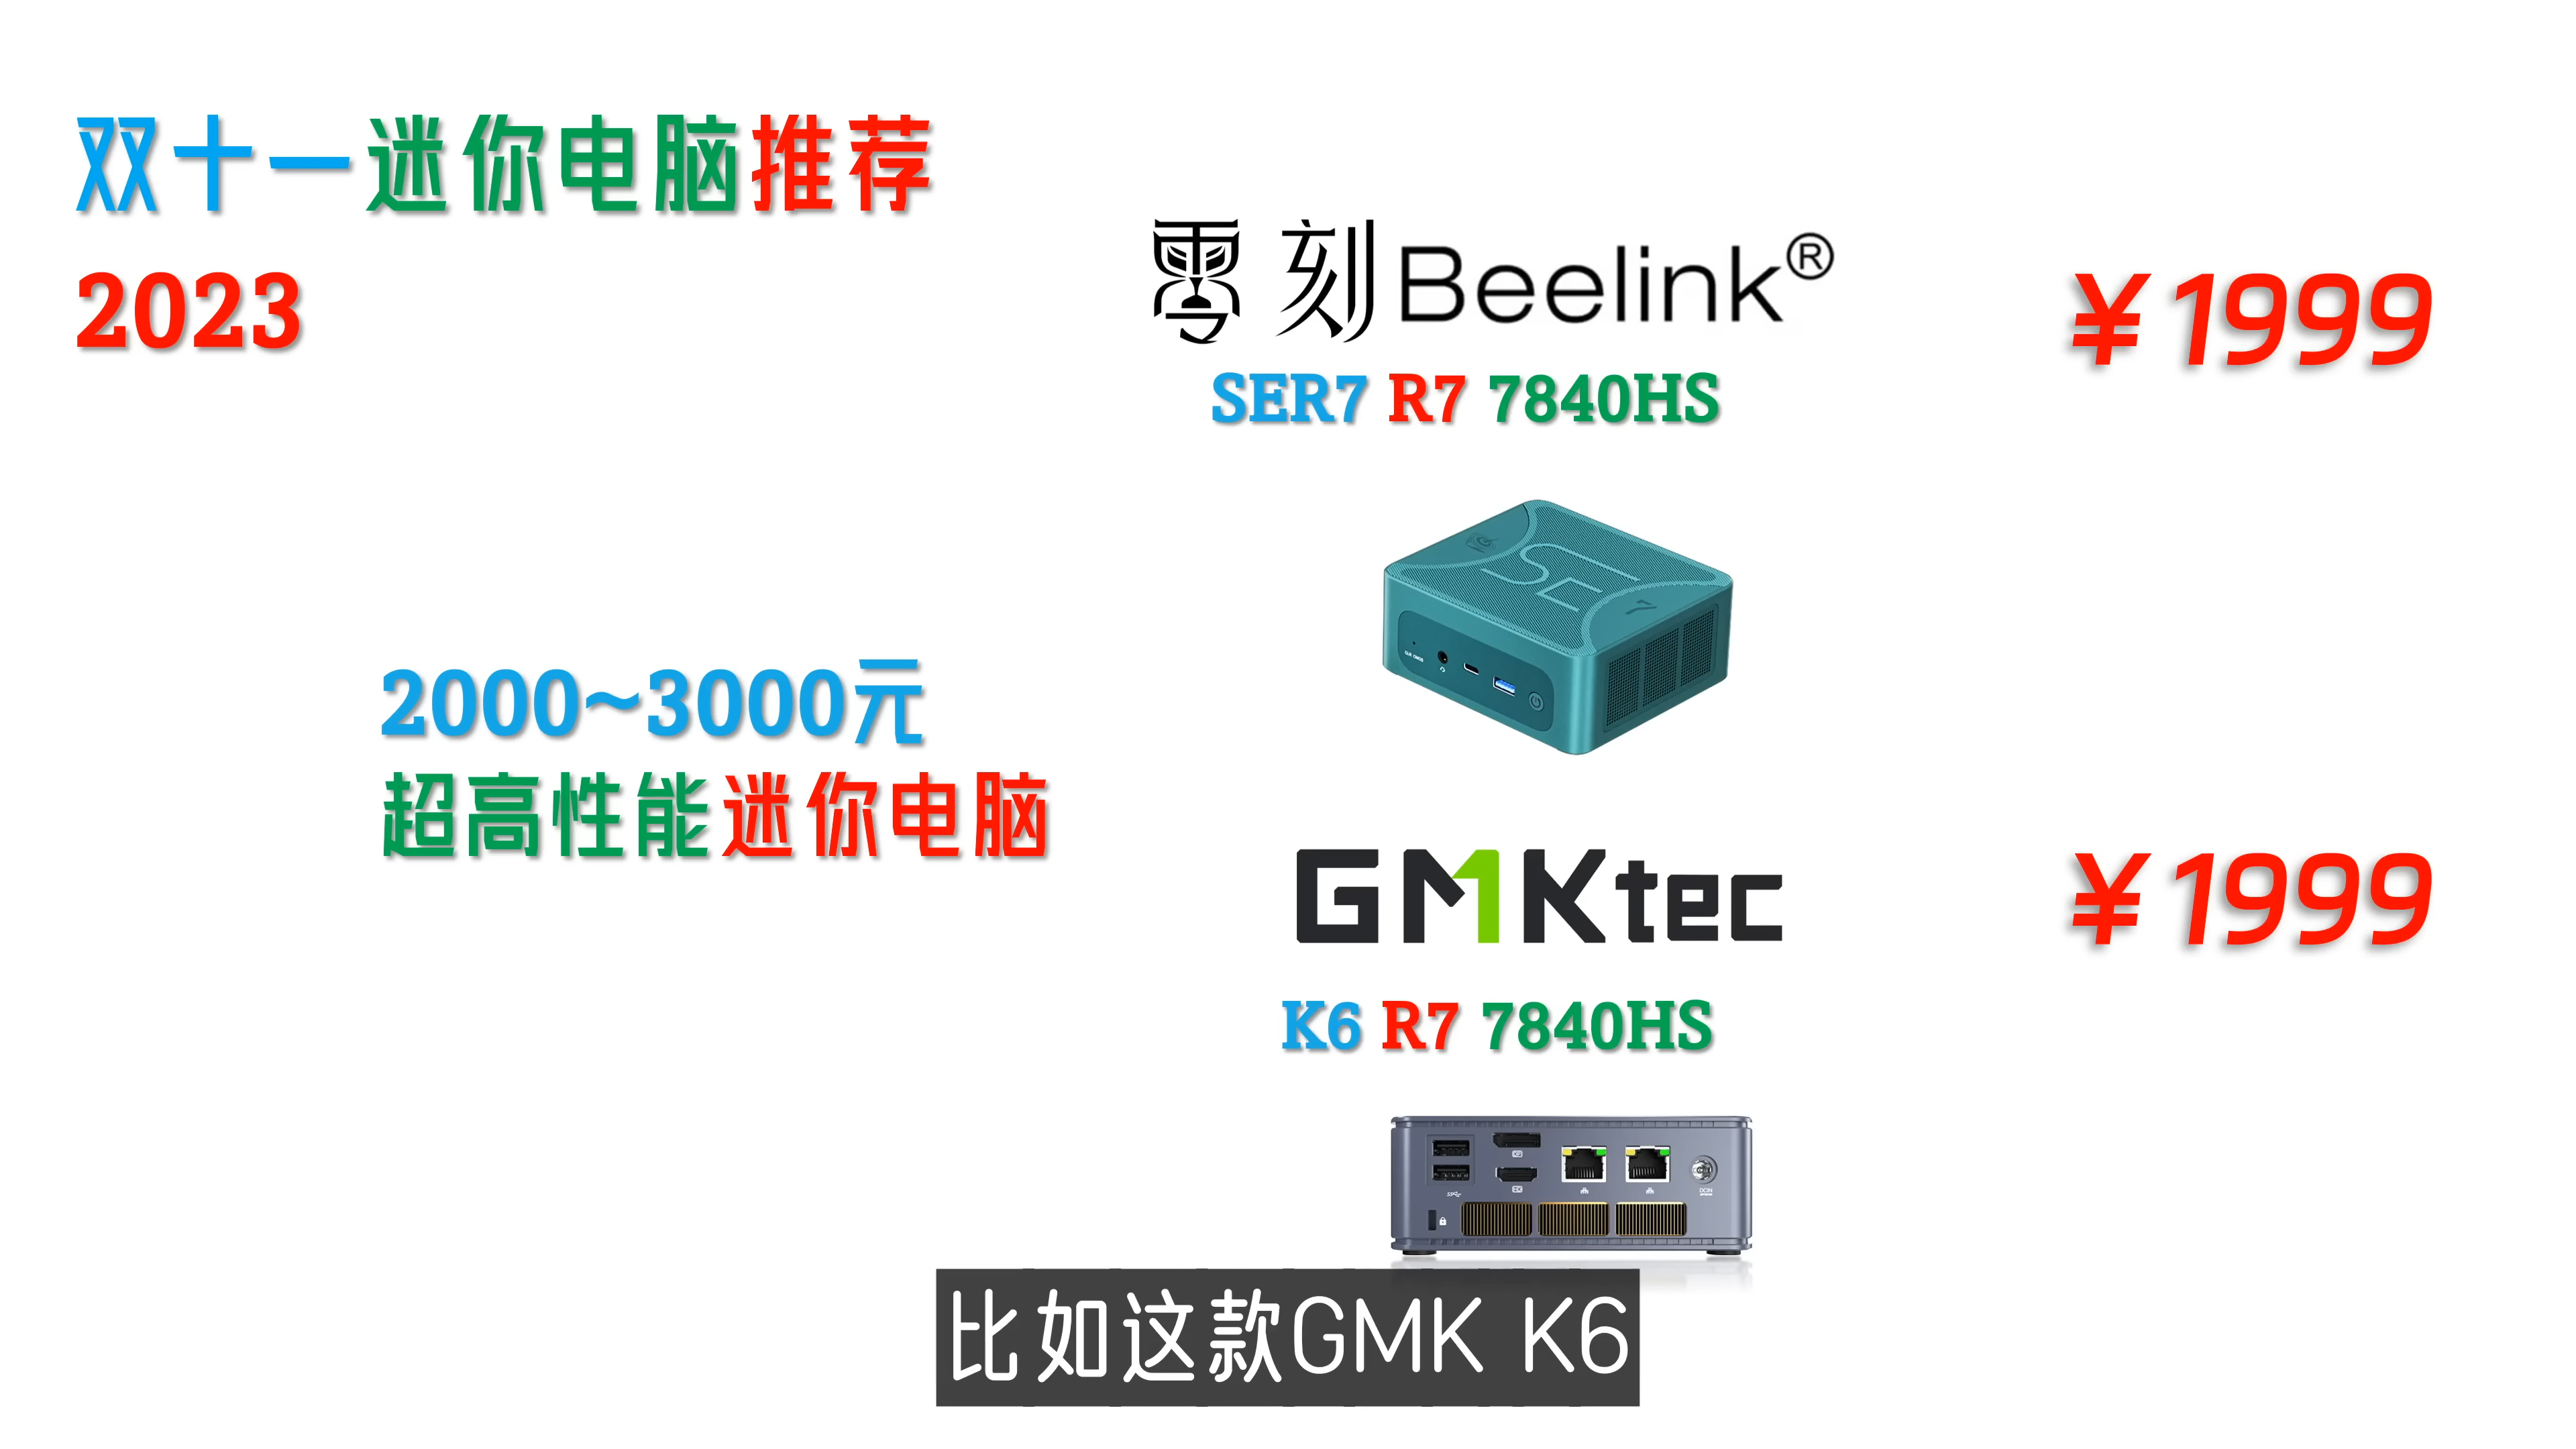 双十一迷你电脑推荐
2023
零刻Beelink®
¥1999
SER7 R7 7840HS
2000~3000元
超高性能迷你电脑
GMKtec
¥1999
K6 R7 7840HS
比如这款GMK K6